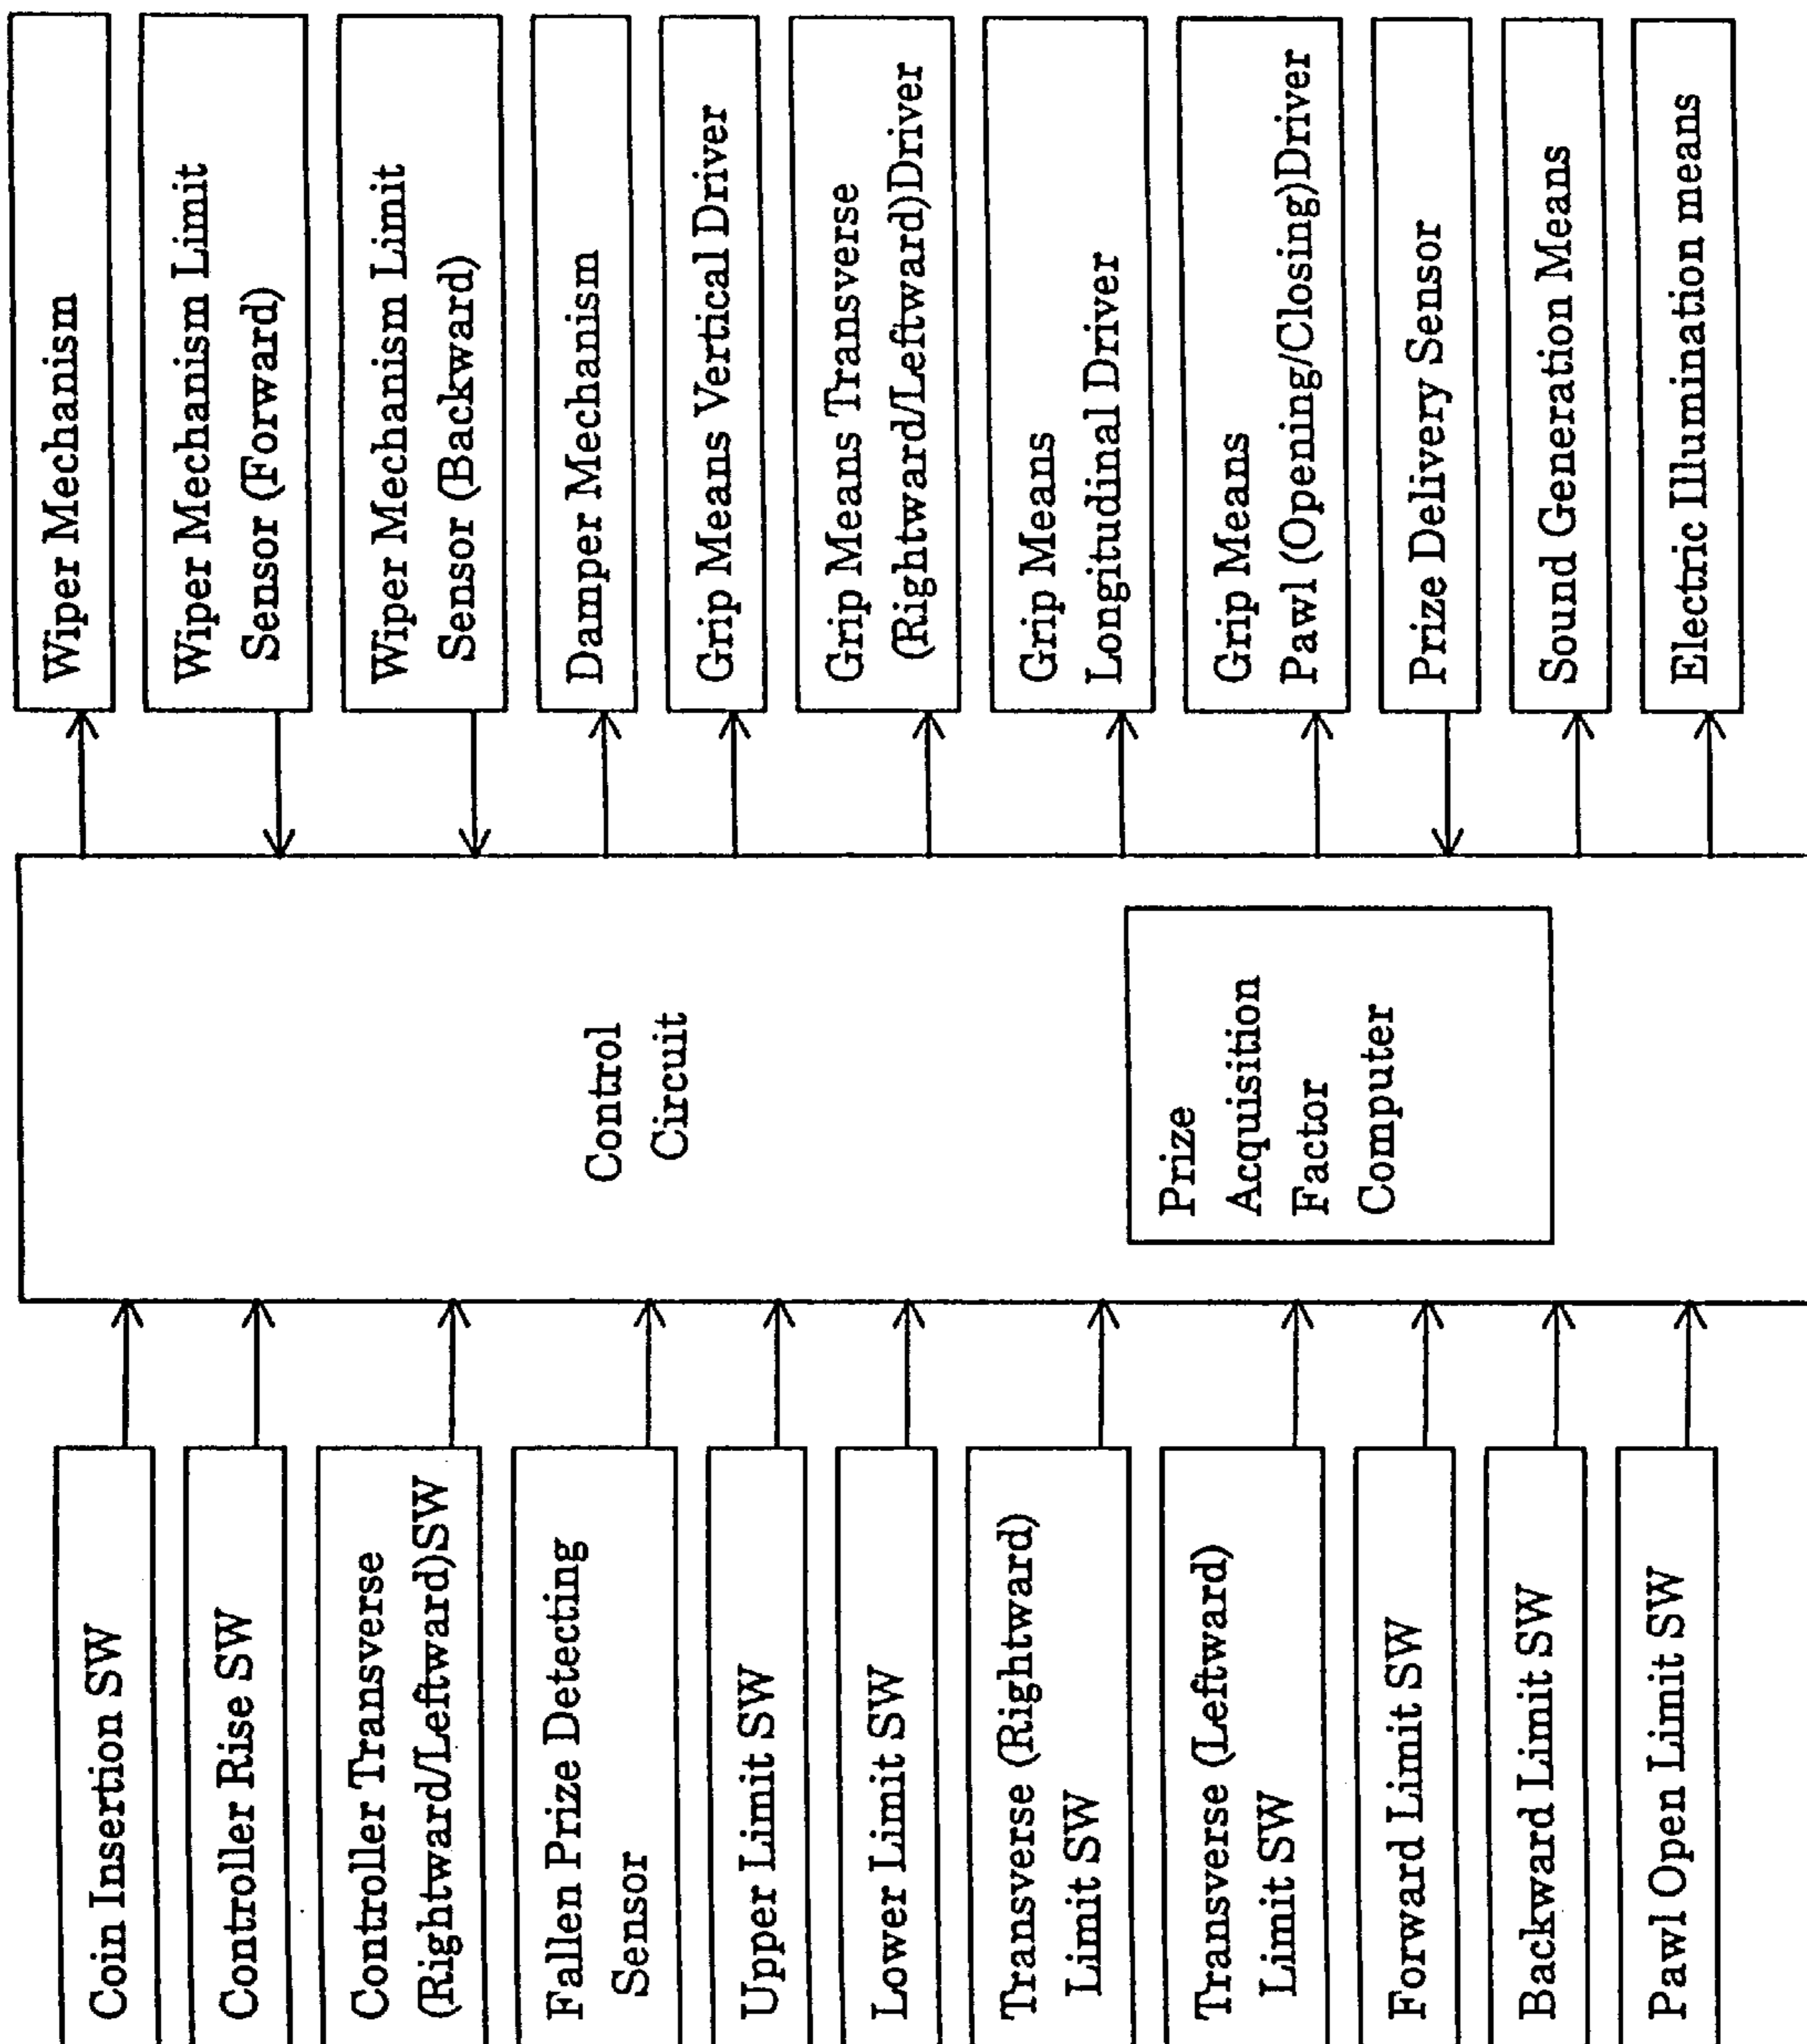 Coin Insertion SW
Controller Rise SW
Controller Transverse
(Rightward/Leftward)SW
Fallen Prize Detecting
Sensor
Upper Limit SW
Lower Limit SW
Transverse (Rightward)
Limit SW
Transverse (Leftward)
Limit SW
Forward Limit SW
Backward Limit SW
Pawl Open Limit SW
Control
Circuit
Prize
Acquisition
Factor
Computer
Wiper Mechanism
Wiper Mechanism Limit
Sensor (Forward)
Wiper Mechanism Limit
Sensor (Backward)
Damper Mechanism
Grip Means Vertical Driver
Grip Means Transverse
(Rightward/Leftward)Driver
Grip Means
Longitudinal Driver
Grip Means
Pawl (Opening/Closing)Driver
Prize Delivery Sensor
Sound Generation Means
Electric Illumination means